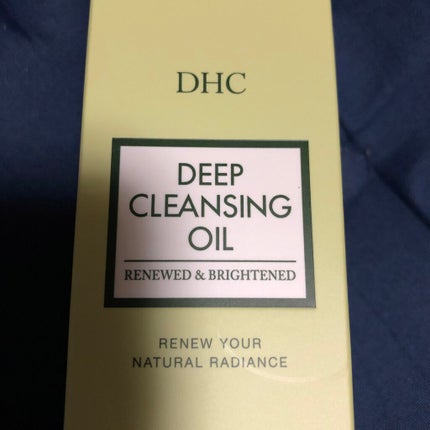 DHC
DEEP
CLEANSING
OIL
RENEWED & BRIGHTENED
RENEW YOUR
NATURAL RADIANCE